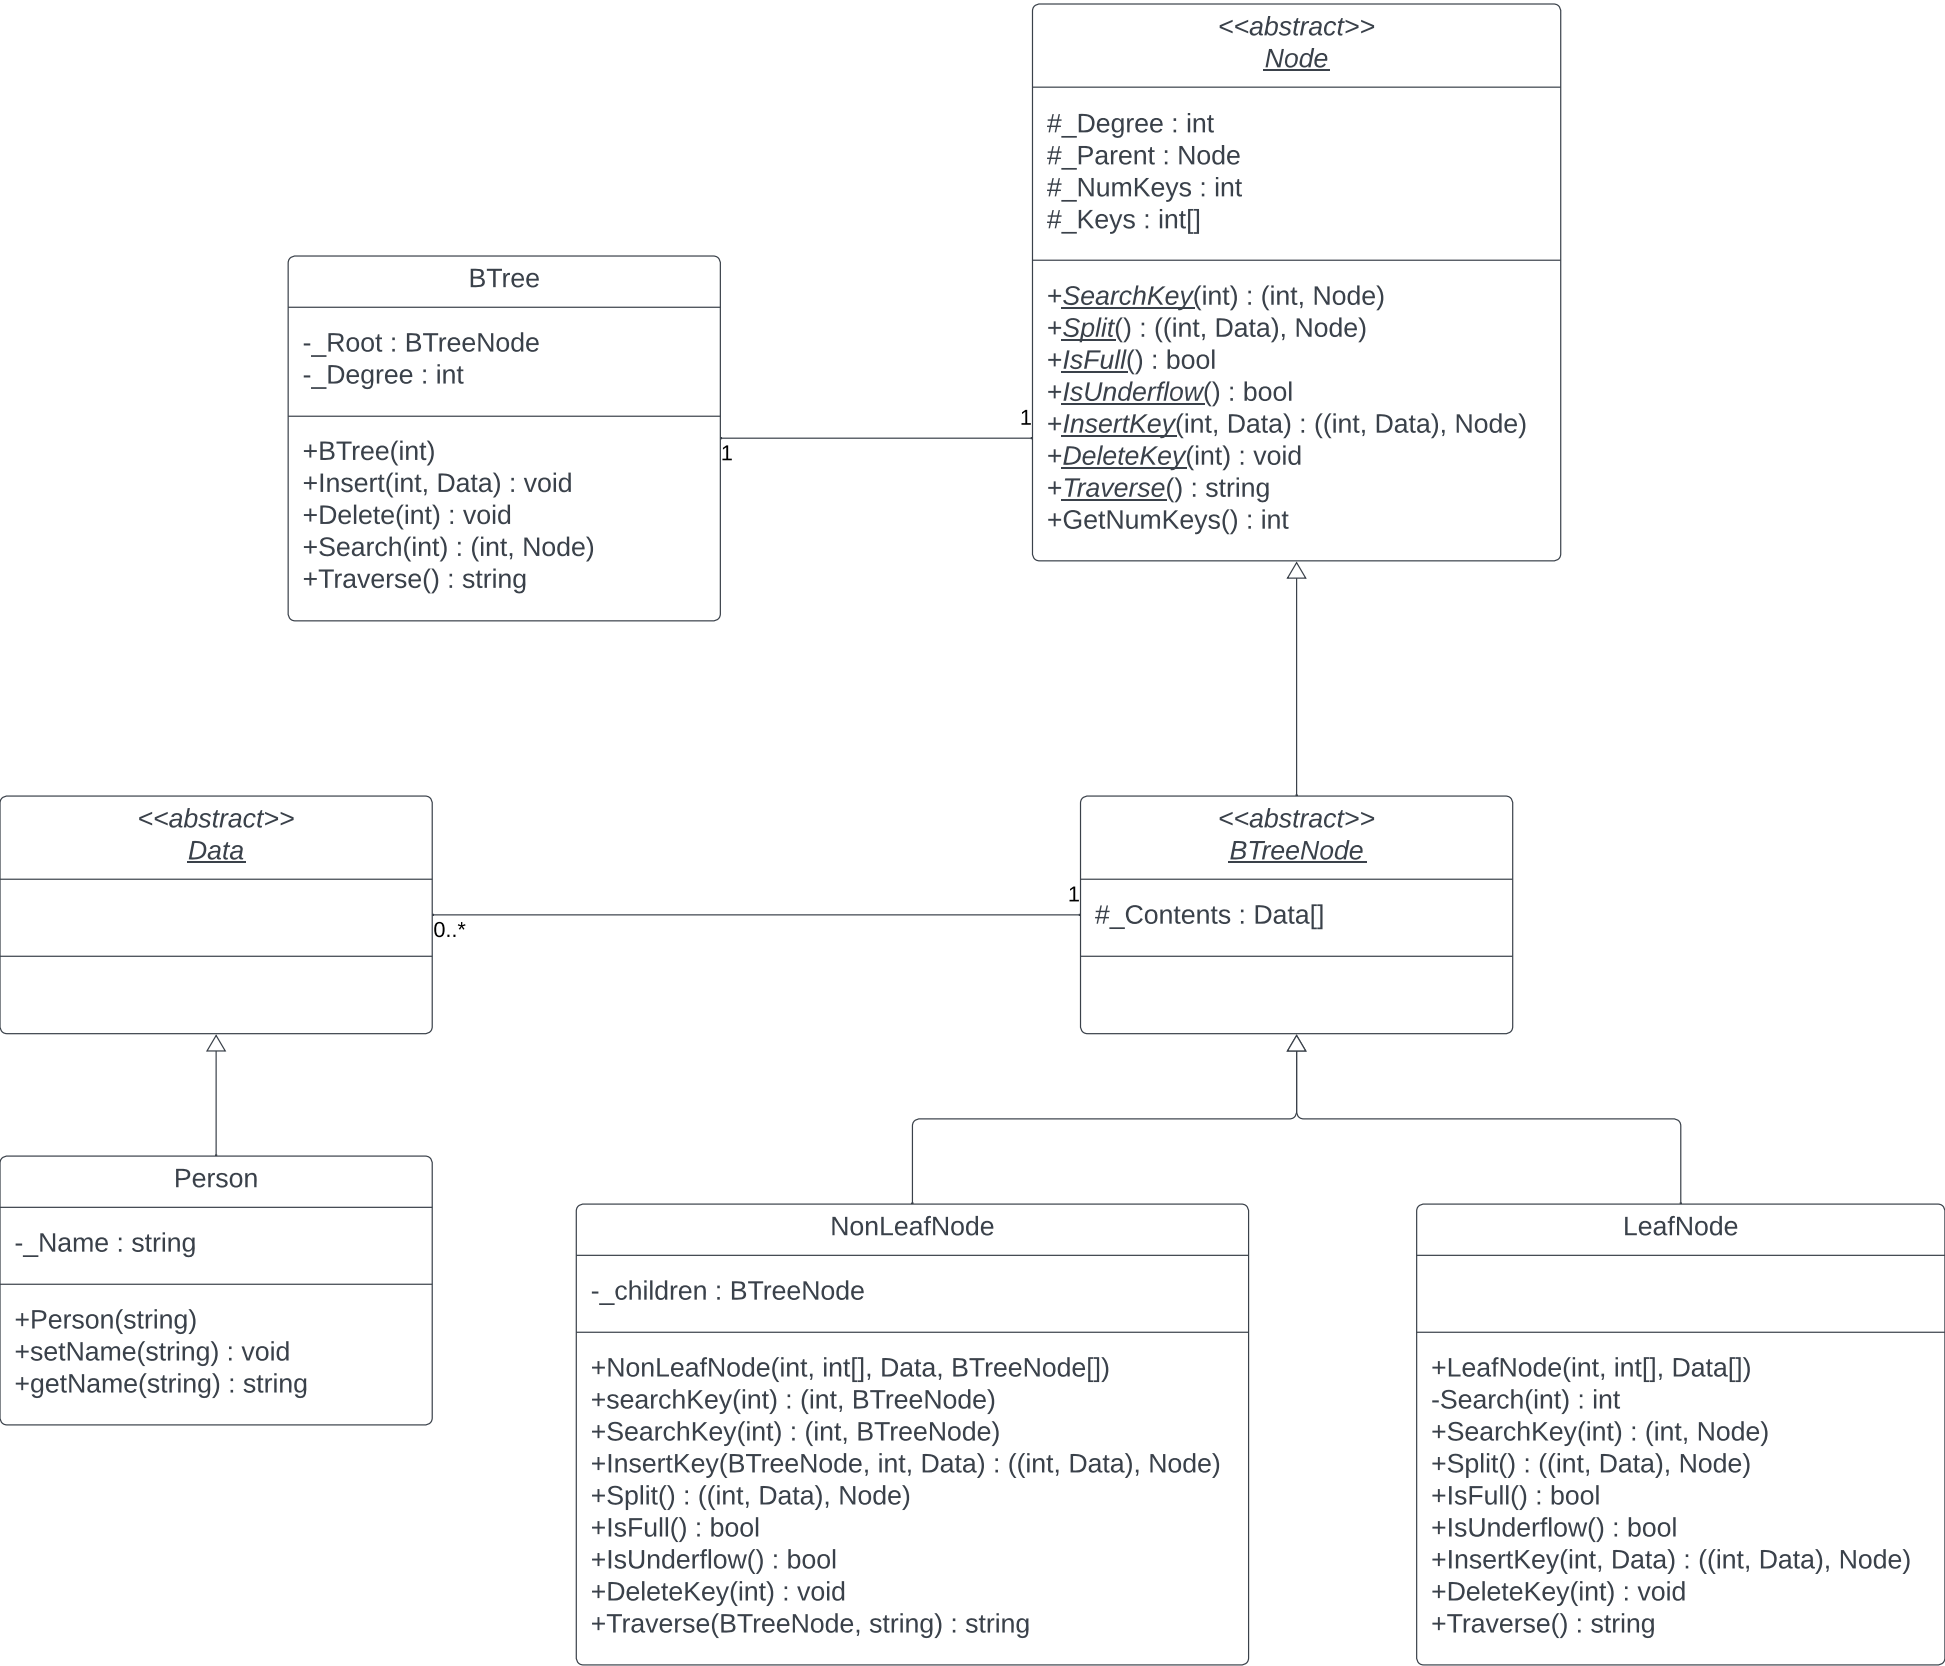 <<abstract>>
Node
#_Degree : int
#_Parent : Node
#_NumKeys : int
#_Keys : int[]
+SearchKey(int) : (int, Node)
+Split() : ((int, Data), Node)
+IsFull() : bool
+IsUnderflow() : bool
+InsertKey(int, Data) : ((int, Data), Node)
+DeleteKey(int) : void
+Traverse() : string
+GetNumKeys() : int
BTree
-_Root : BTreeNode
-_Degree : int
+BTree(int)
+Insert(int, Data) : void
+Delete(int) : void
+Search(int) : (int, Node)
+Traverse() : string
1
1
<<abstract>>
Data
0..*
1
<<abstract>>
BTreeNode
#_Contents : Data[]
Person
-_Name : string
+Person(string)
+setName(string) : void
+getName(string) : string
NonLeafNode
-_children : BTreeNode
+NonLeafNode(int, int[], Data, BTreeNode[])
+searchKey(int) : (int, BTreeNode)
+SearchKey(int) : (int, BTreeNode)
+InsertKey(BTreeNode, int, Data) : ((int, Data), Node)
+Split() : ((int, Data), Node)
+IsFull() : bool
+IsUnderflow() : bool
+DeleteKey(int) : void
+Traverse(BTreeNode, string) : string
LeafNode
+LeafNode(int, int[], Data[])
-Search(int) : int
+SearchKey(int) : (int, Node)
+Split() : ((int, Data), Node)
+IsFull() : bool
+IsUnderflow() : bool
+InsertKey(int, Data) : ((int, Data), Node)
+DeleteKey(int) : void
+Traverse() : string